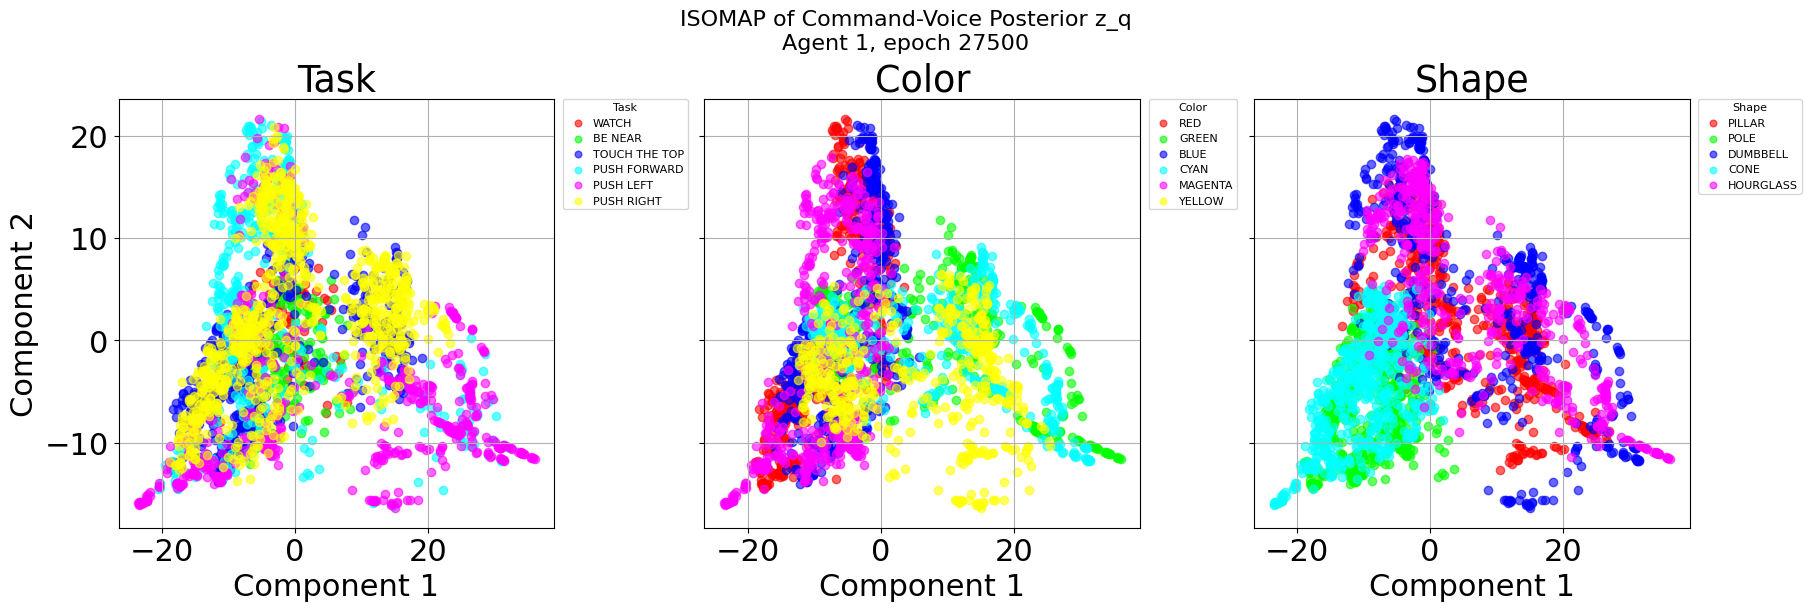 ISOMAP of Command-Voice Posterior z_q
Agent 1, epoch 27500
Task
Color
Shape
Component 2
20
10
0
−10
−20
0
20
Component 1
Task
WATCH
BE NEAR
TOUCH THE TOP
PUSH FORWARD
PUSH LEFT
PUSH RIGHT
−20
0
20
Component 1
Color
RED
GREEN
BLUE
CYAN
MAGENTA
YELLOW
−20
0
20
Component 1
Shape
PILLAR
POLE
DUMBBELL
CONE
HOURGLASS